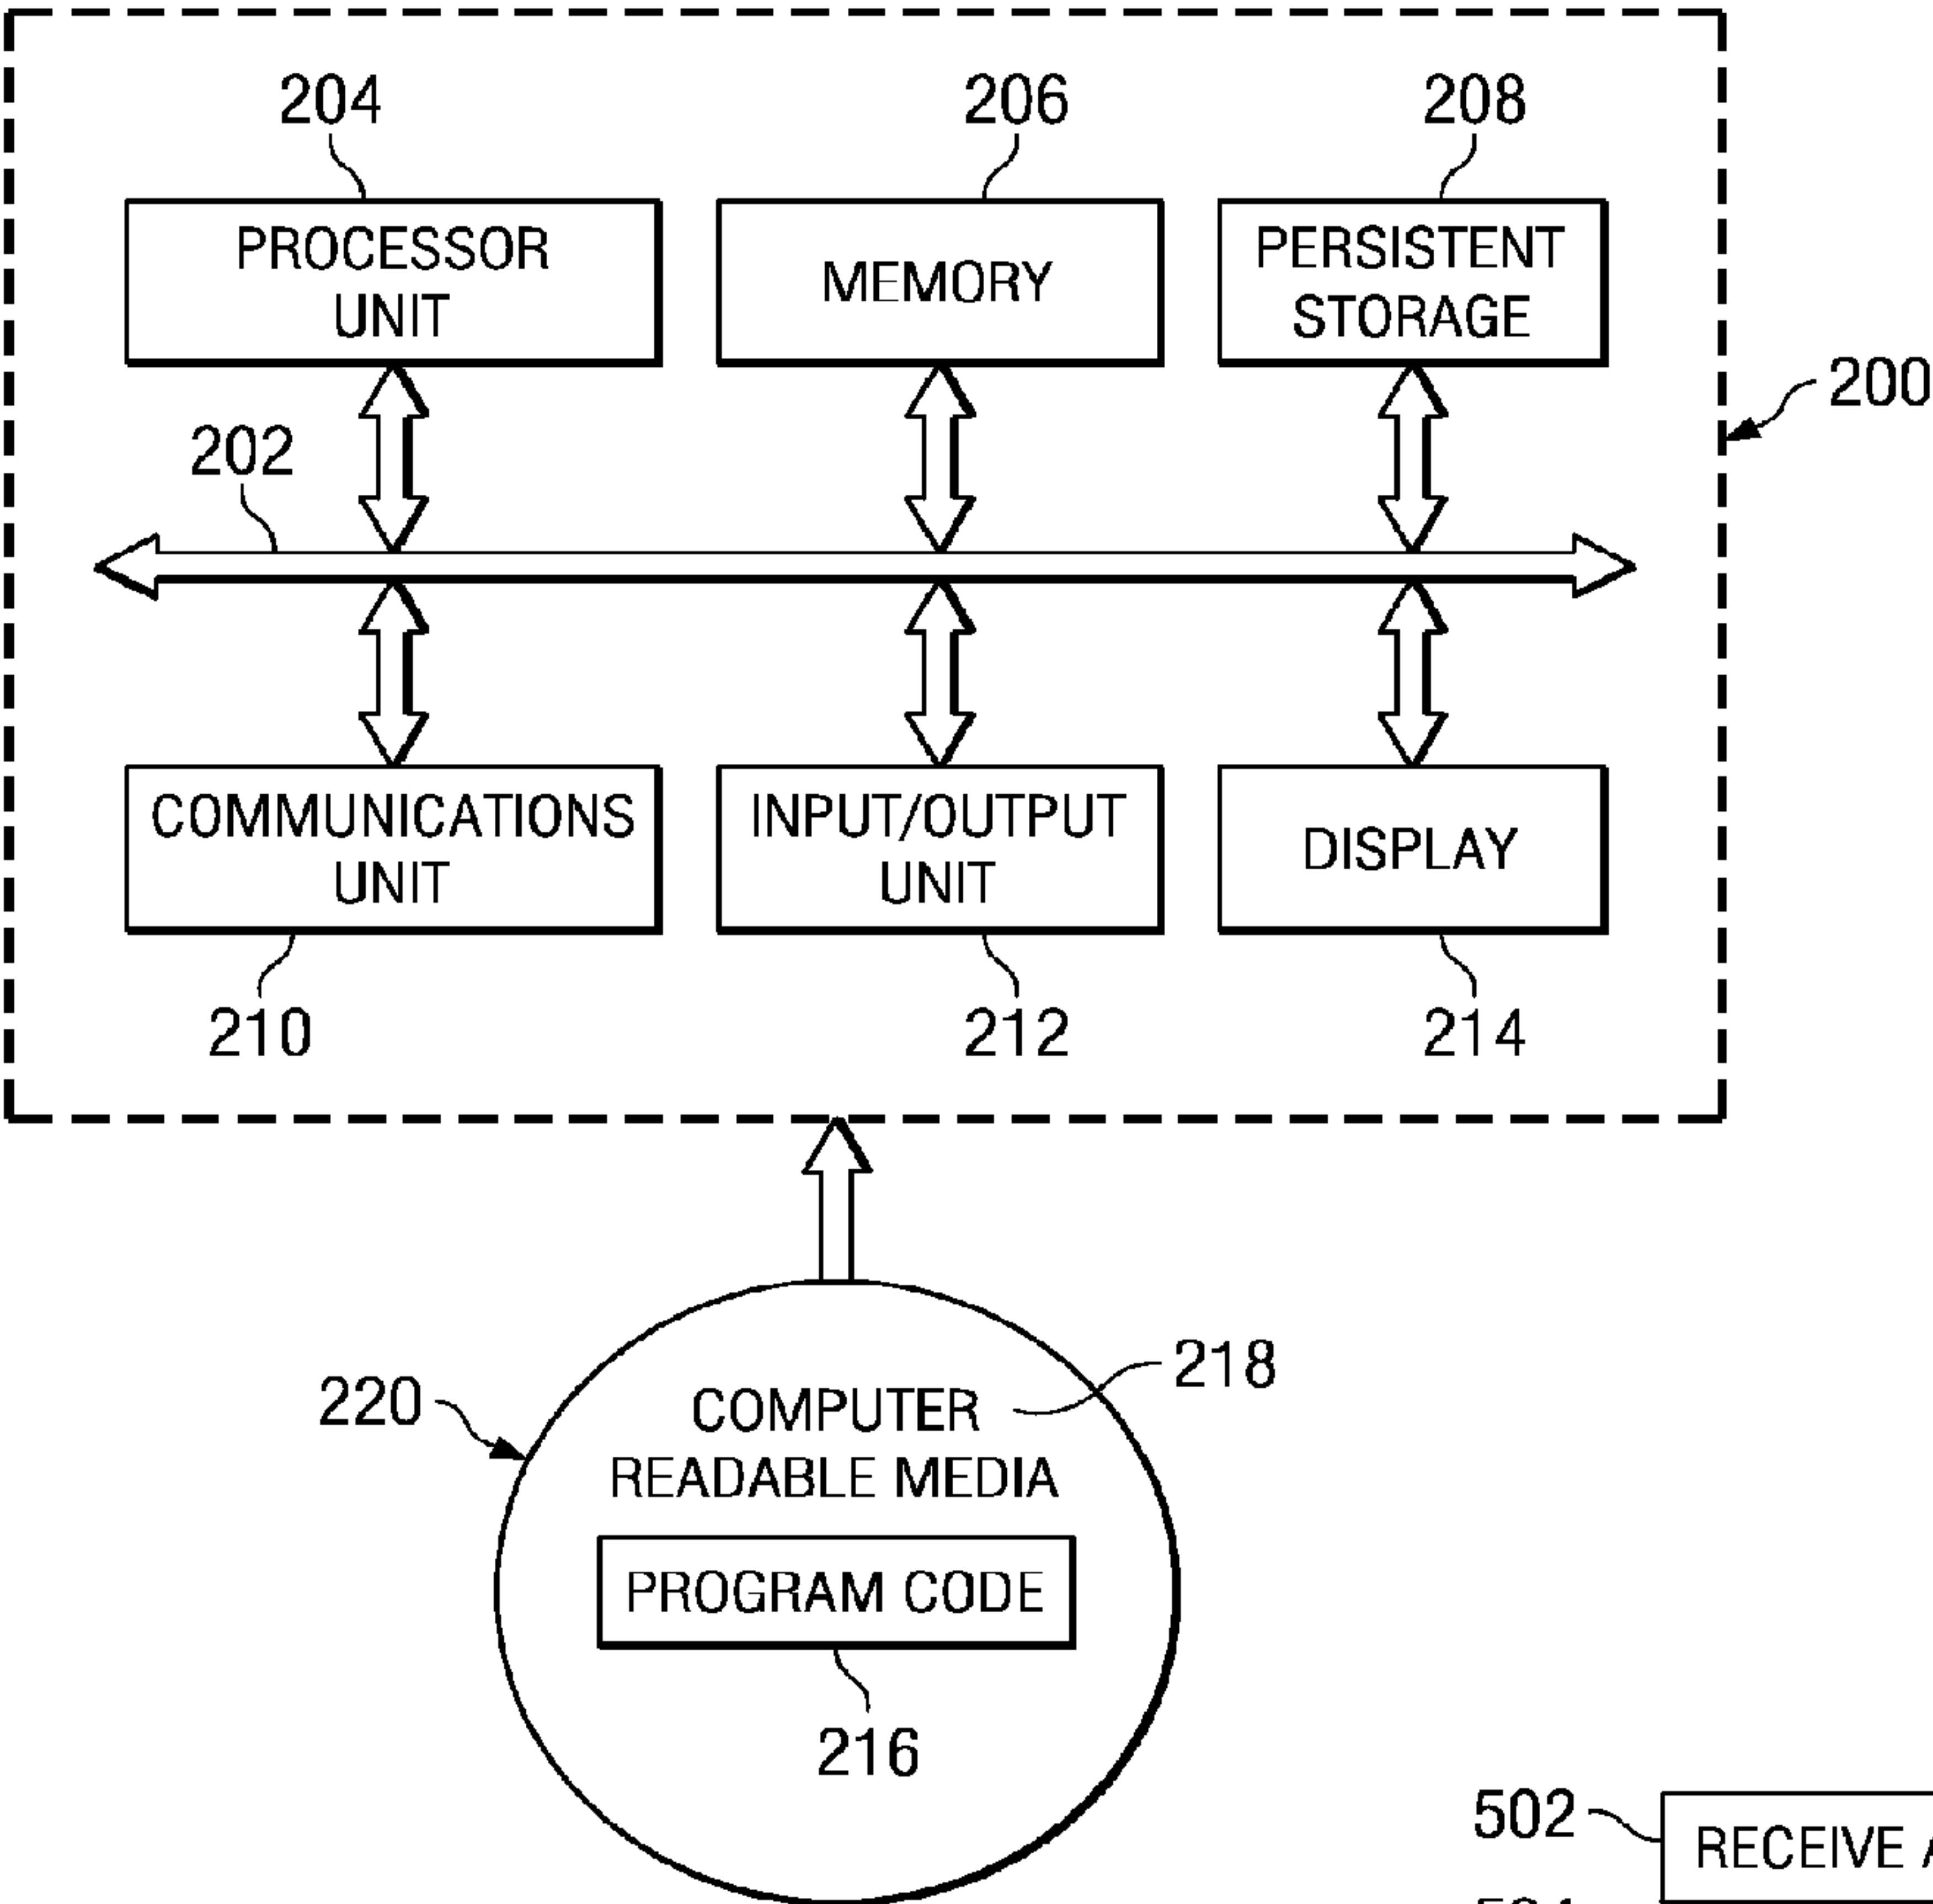 204
206
208
PROCESSOR
UNIT
MEMORY
PERSISTENT
STORAGE
200
202
COMMUNICATIONS
UNIT
INPUT/OUTPUT
UNIT
DISPLAY
210
212
214
218
220
COMPUTER
READABLE MEDIA
PROGRAM CODE
216
502
RECEIVE